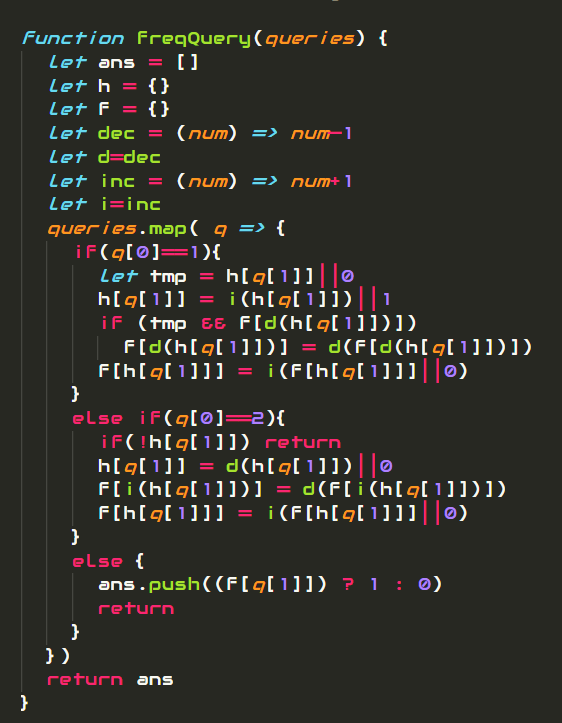 function freqQuery(queries) {
let ans = []
let h = {}
let f = {}
let dec = (num) => num-1
let d=dec
let inc = (num) => num+1
let i=inc
queries.map( q => {
if(q[0]==1){
let tmp = h[q[1]]||0
h[q[1]] = i(h[q[1]])||1
if (tmp && f[d(h[q[1]])])
f[d(h[q[1]])] = d(f[d(h[q[1]])])
f[h[q[1]]] = i(f[h[q[1]]]||0)
}
else if(q[0]==2){
if(!h[q[1]]) return
h[q[1]] = d(h[q[1]])||0
f[i(h[q[1]])] = d(f[i(h[q[1]])])
f[h[q[1]]] = i(f[h[q[1]]]||0)
}
else {
ans.push((f[q[1]]) ? 1 : 0)
return
}
})
return ans
}